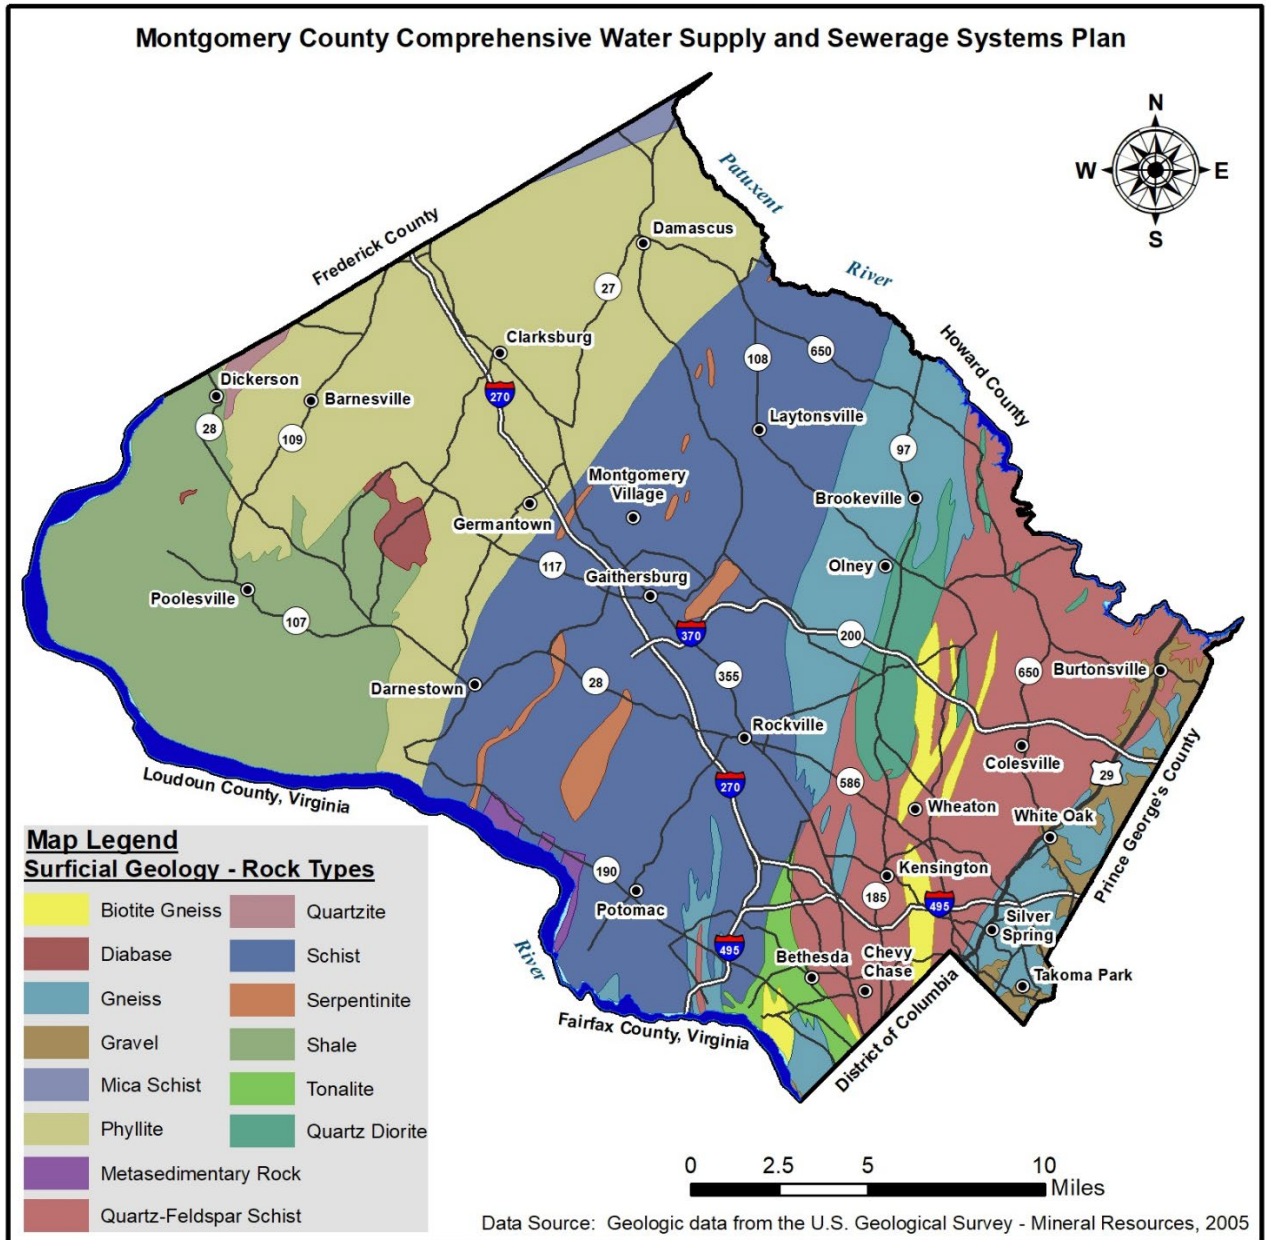 Montgomery County Comprehensive Water Supply and Sewerage Systems Plan
N
W
E
S
Patuxent
River
Frederick County
Howard County
Damascus
27
Clarksburg
108
650
270
Dickerson
Barnesville
28
109
Laytonsville
97
Montgomery
Village
Brookeville
Germantown
117
Gaithersburg
Olney
Poolesville
107
370
200
Darnestown
28
355
650
Burtonsville
Rockville
Colesville
29
270
586
Wheaton
White Oak
Prince George's County
Loudoun County, Virginia
190
Potomac
Kensington
185
495
495
Silver
Spring
Bethesda
Chevy
Chase
Takoma Park
River
Fairfax County, Virginia
District of Columbia
Map Legend
Surficial Geology - Rock Types
Biotite Gneiss
Quartzite
Diabase
Schist
Gneiss
Serpentinite
Gravel
Shale
Mica Schist
Tonalite
Phyllite
Quartz Diorite
Metasedimentary Rock
Quartz-Feldspar Schist
0 2.5 5 10
Miles
Data Source: Geologic data from the U.S. Geological Survey - Mineral Resources, 2005